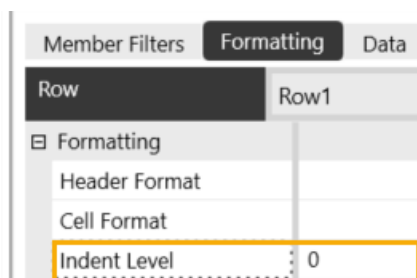 Member Filters Formatting Data
Row Row1
Formatting
Header Format
Cell Format
Indent Level 0